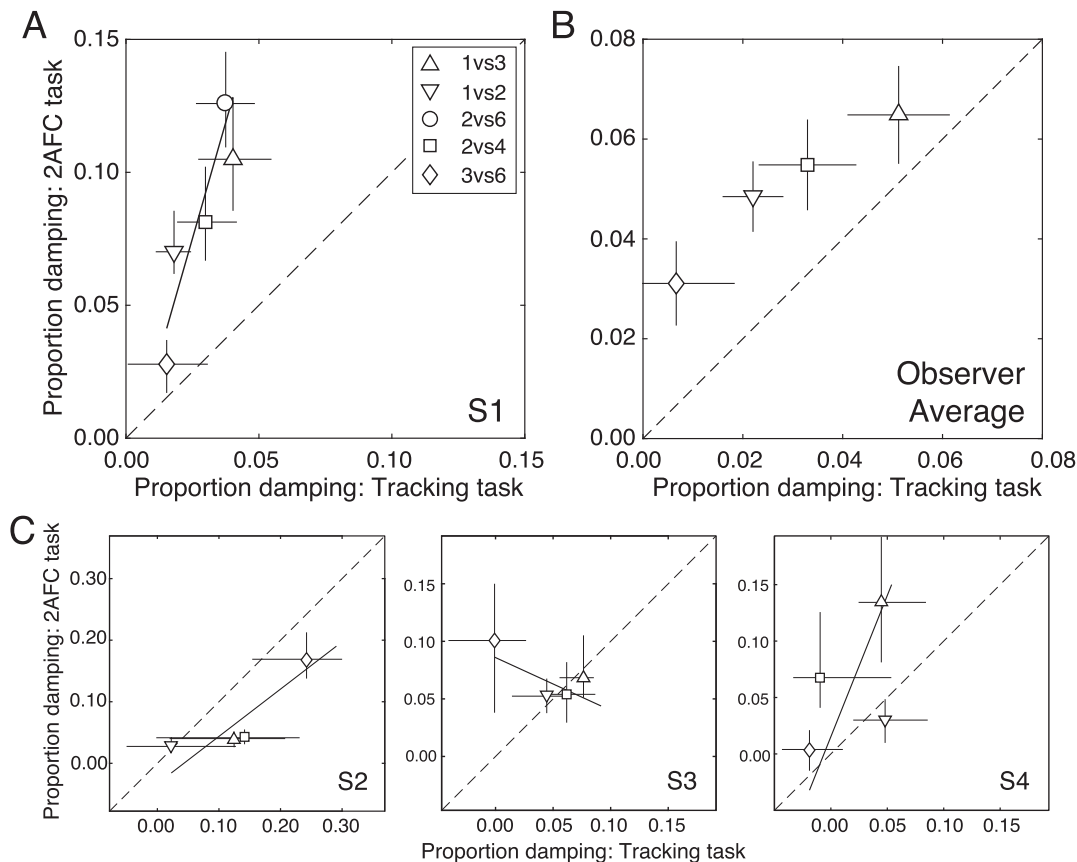 A
Proportion damping: 2AFC task
0.15
0.10
0.05
0.00
0.00 0.05 0.10 0.15
Proportion damping: Tracking task
1vs3
1vs2
2vs6
2vs4
3vs6
S1
B
0.08
0.06
0.04
0.02
0.00
0.00 0.02 0.04 0.06 0.08
Proportion damping: Tracking task
Observer
Average
C
Proportion damping: 2AFC task
0.30
0.20
0.10
0.00
0.00 0.10 0.20 0.30
S2
0.15
0.10
0.05
0.00
0.00 0.05 0.10 0.15
S3
0.15
0.10
0.05
0.00
0.00 0.05 0.10 0.15
S4
Proportion damping: Tracking task